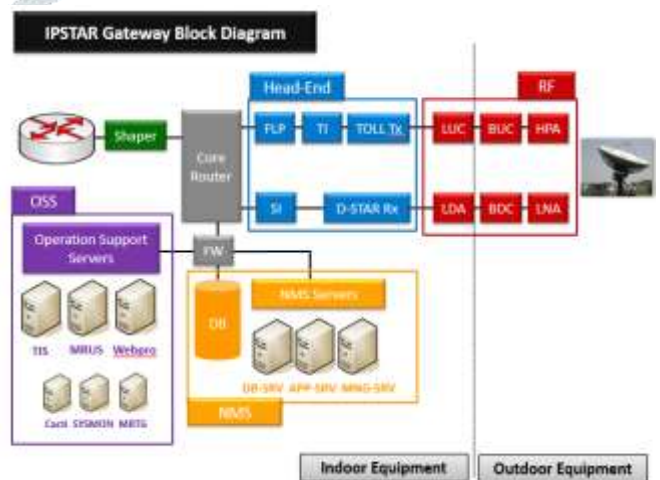 IPSTAR Gateway Block Diagram
Head-End
RF
Shaper
FLP
TI
TOLL Tx
LUC
BUC
HPA
Core
Router
OSS
SI
D-STAR Rx
LDA
BDC
LNA
Operation Support
Servers
FW
NMS Servers
DB
TIS
MRUS
Webpro
DB-SRV
APP-SRV
MNG-SRV
Cacti
SYSMON
MRTG
NMS
Indoor Equipment
Outdoor Equipment